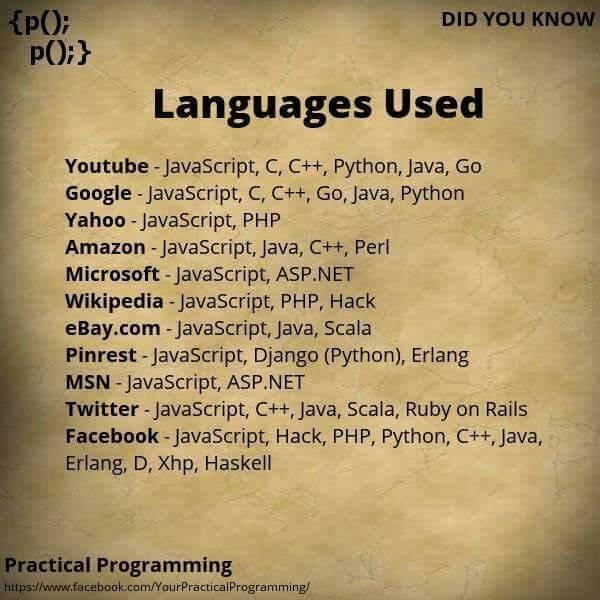 {p();
p();}
DID YOU KNOW
Languages Used
Youtube - JavaScript, C, C++, Python, Java, Go
Google - JavaScript, C, C++, Go, Java, Python
Yahoo - JavaScript, PHP
Amazon - JavaScript, Java, C++, Perl
Microsoft - JavaScript, ASP.NET
Wikipedia - JavaScript, PHP, Hack
eBay.com - JavaScript, Java, Scala
Pinrest - JavaScript, Django (Python), Erlang
MSN - JavaScript, ASP.NET
Twitter - JavaScript, C++, Java, Scala, Ruby on Rails
Facebook - JavaScript, Hack, PHP, Python, C++, Java,
Erlang, D, Xhp, Haskell
Practical Programming
https://www.facebook.com/YourPracticalProgramming/